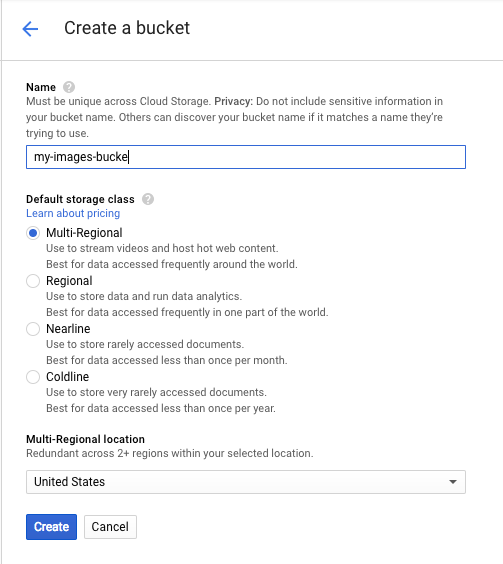 Create a bucket
Name ?
Must be unique across Cloud Storage. Privacy: Do not include sensitive information in
your bucket name. Others can discover your bucket name if it matches a name they're
trying to use.
my-images-bucke
Default storage class ?
Learn about pricing
Multi-Regional
Use to stream videos and host hot web content.
Best for data accessed frequently around the world.
Regional
Use to store data and run data analytics.
Best for data accessed frequently in one part of the world.
Nearline
Use to store rarely accessed documents.
Best for data accessed less than once per month.
Coldline
Use to store very rarely accessed documents.
Best for data accessed less than once per year.
Multi-Regional location
Redundant across 2+ regions within your selected location.
United States
Create Cancel